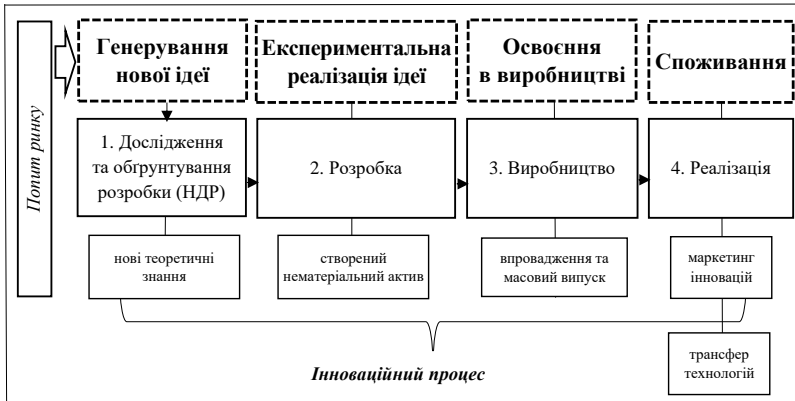 Попит ринку
Генерування
нової ідеї
Експериментальна
реалізація ідеї
Освоєння
в виробництві
Споживання
1. Дослідження
та обґрунтування
розробки (НДР)
2. Розробка
3. Виробництво
4. Реалізація
нові теоретичні
знання
створений
нематеріальний актив
впровадження та
масовий випуск
маркетинг
інновацій
трансфер
технологій
Інноваційний процес